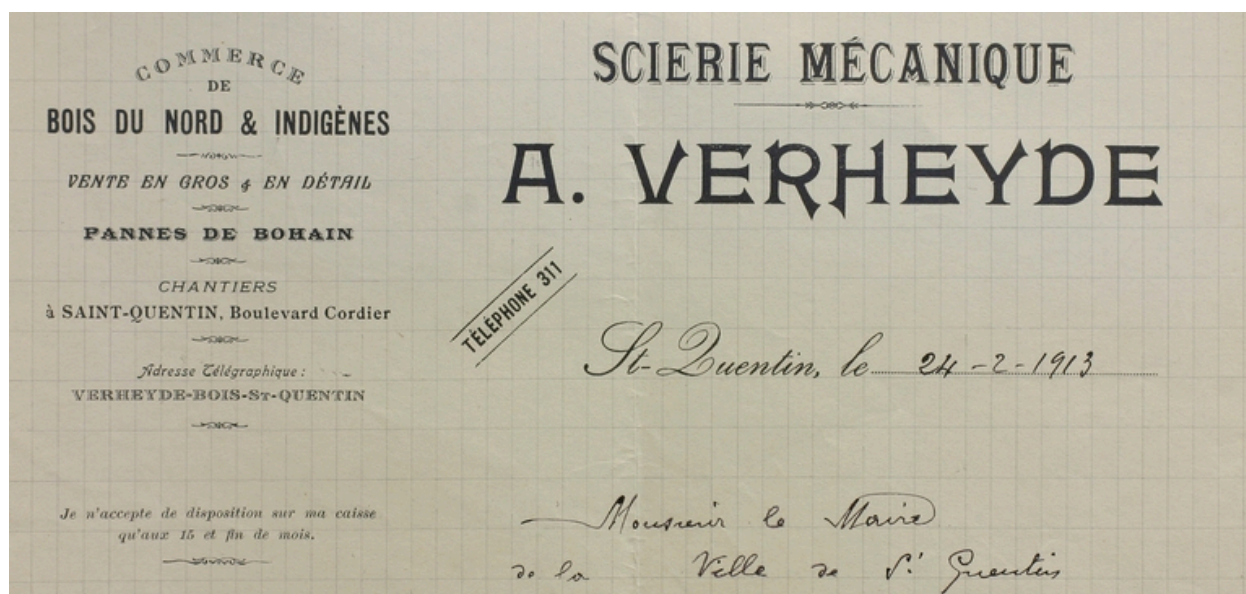 COMMERCE
DE
BOIS DU NORD & INDIGÈNES
VENTE EN GROS & EN DÉTAIL
PANNES DE BOHAIN
CHANTIERS
à SAINT-QUENTIN, Boulevard Cordier
Adresse Télégraphique :
VERHEYDE-BOIS-ST-QUENTIN
Je n'accepte de disposition sur ma caisse
qu'aux 15 et fin de mois.
SCIERIE MÉCANIQUE
A. VERHEYDE
TÉLÉPHONE 311
St-Quentin, le 24-2-1913
Monsieur le Maire
de la Ville de St Quentin